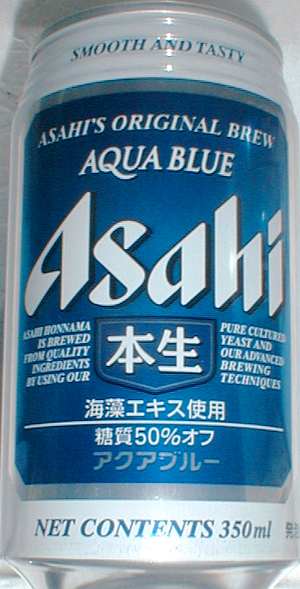 SMOOTH AND TASTY
ASAHI'S ORIGINAL BREW
AQUA BLUE
Asahi
ASAHI HONNAMA
IS BREWED
FROM QUALITY
INGREDIENTS
BY USING OUR
本生
PURE CULTURED
YEAST AND
OUR ADVANCED
BREWING
TECHNIQUES
海藻エキス使用
糖質50%オフ
アクアブルー
NET CONTENTS 350ml
発